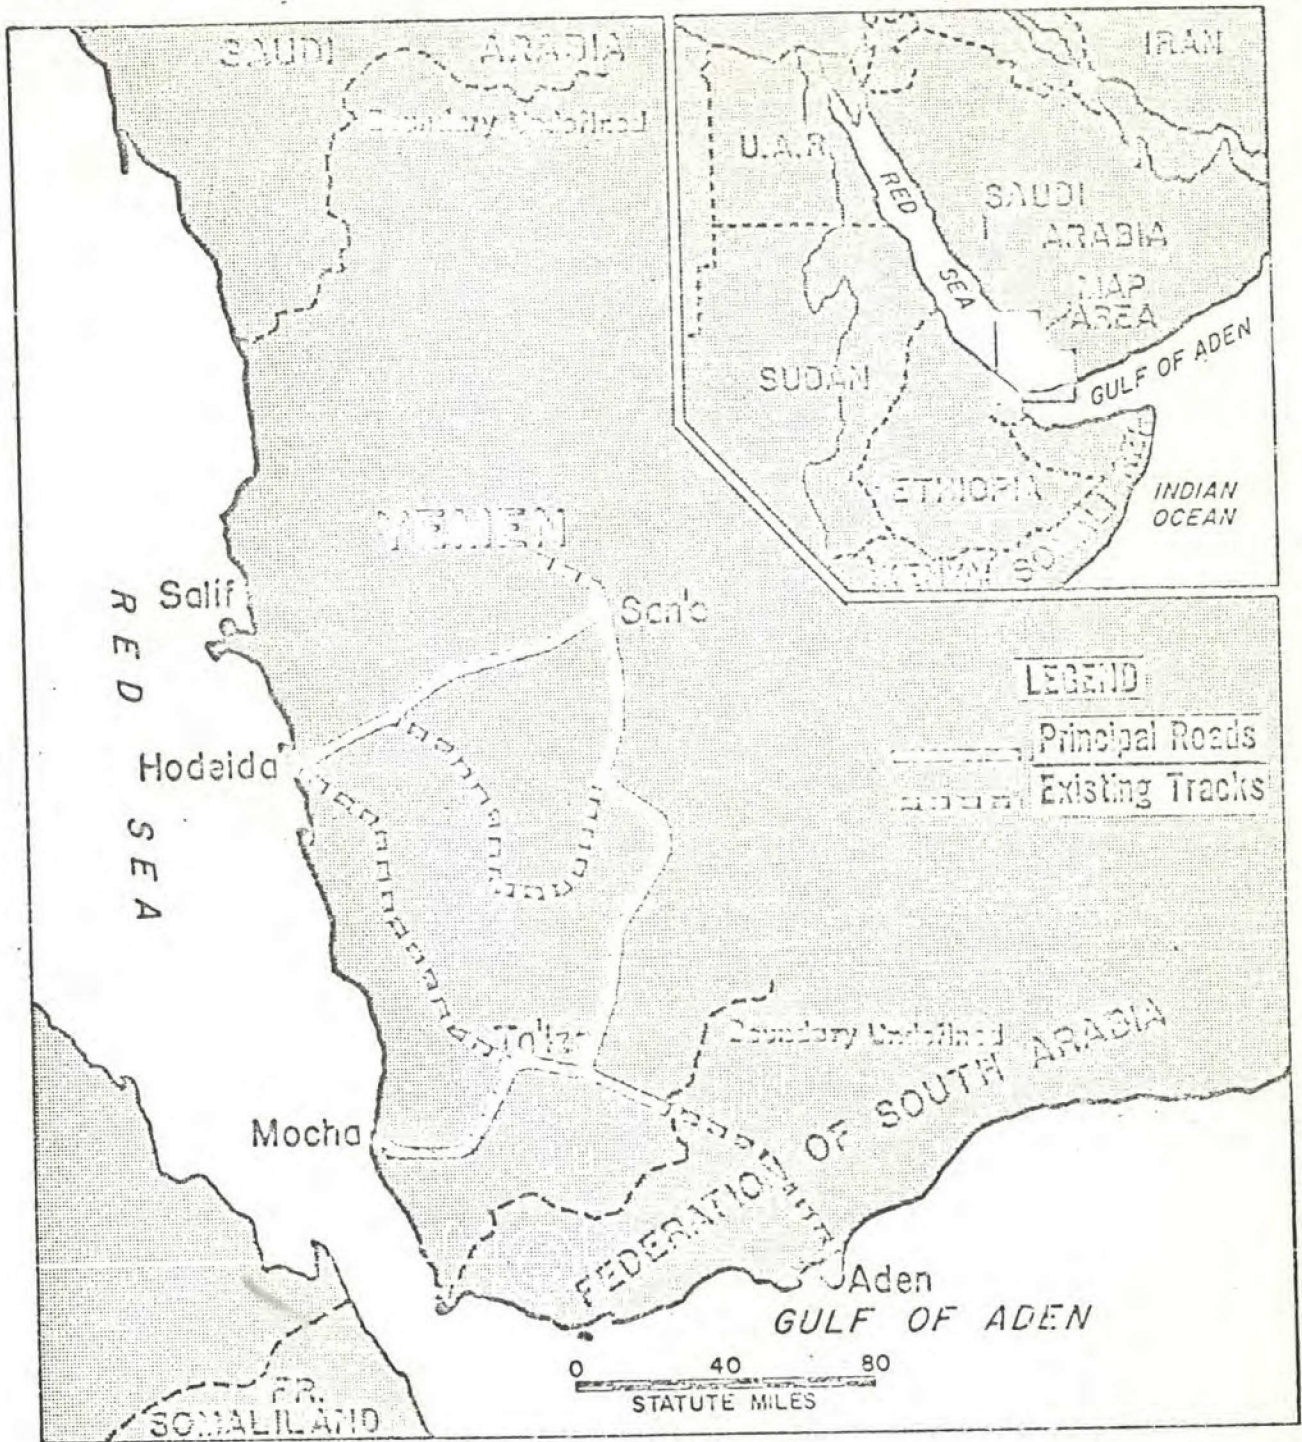 SAUDI ARABIA
Boundary Undefined
IRAN
U.A.R.
RED
SEA
SAUDI
ARABIA
MAP
AREA
SUDAN
GULF OF ADEN
ETHIOPIA
SOMALI REP.
INDIAN
OCEAN
YEMEN
Salif
San'a
RED SEA
Hodeida
LEGEND
Principal Roads
Existing Tracks
Ta'izz
Boundary Undefined
FEDERATION OF SOUTH ARABIA
Mocha
Aden
GULF OF ADEN
0 40 80
STATUTE MILES
FR.
SOMALILAND